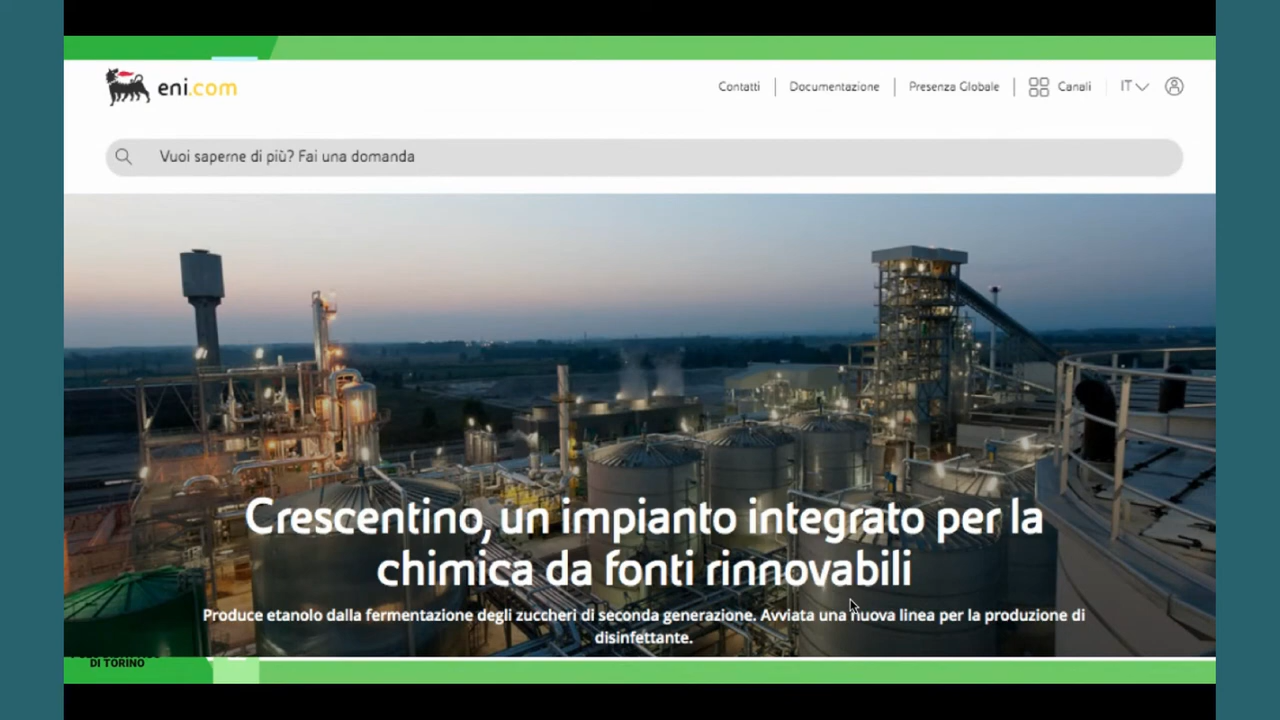 eni.com
Contatti
Documentazione
Presenza Globale
Canali
IT
Vuoi saperne di più? Fai una domanda
Crescentino, un impianto integrato per la
chimica da fonti rinnovabili
Produce etanolo dalla fermentazione degli zuccheri di seconda generazione. Avviata una nuova linea per la produzione di
disinfettante.
DI TORINO